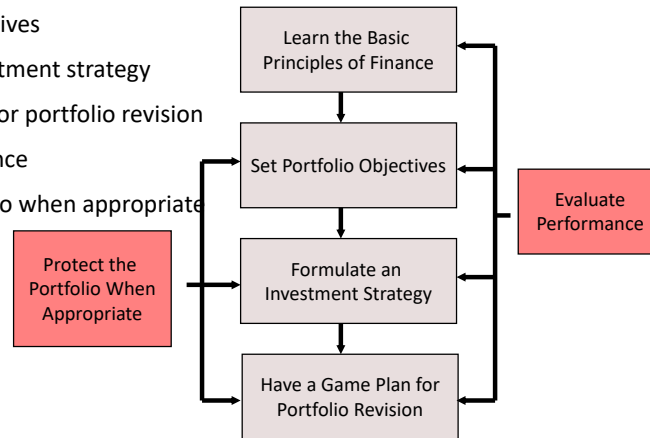 ives
tment strategy
or portfolio revision
nce
o when appropriate
Learn the Basic
Principles of Finance
Set Portfolio Objectives
Evaluate
Performance
Protect the
Portfolio When
Appropriate
Formulate an
Investment Strategy
Have a Game Plan for
Portfolio Revision